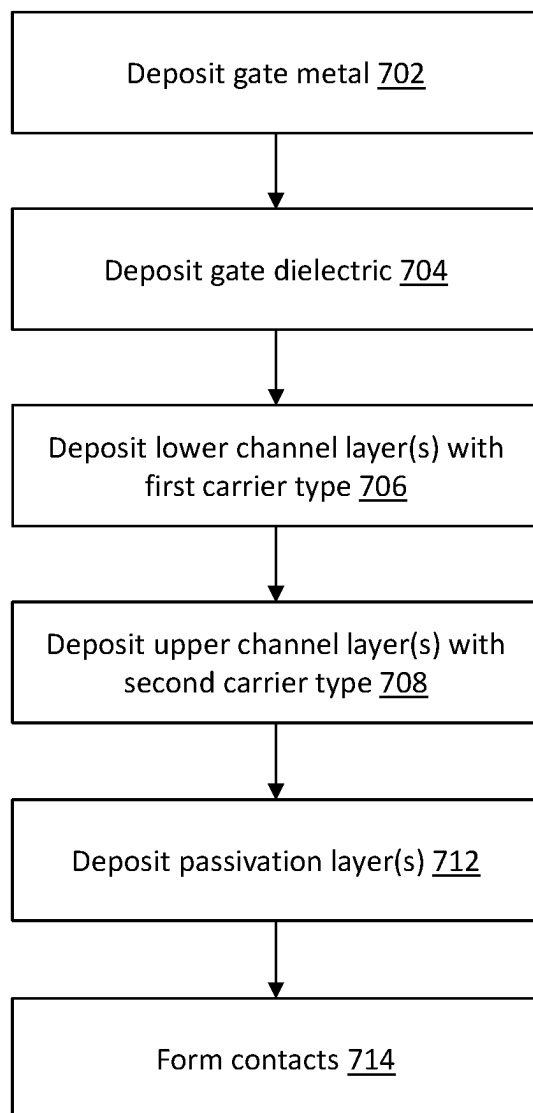 Deposit gate metal 702
Deposit gate dielectric 704
Deposit lower channel layer(s) with
first carrier type 706
Deposit upper channel layer(s) with
second carrier type 708
Deposit passivation layer(s) 712
Form contacts 714